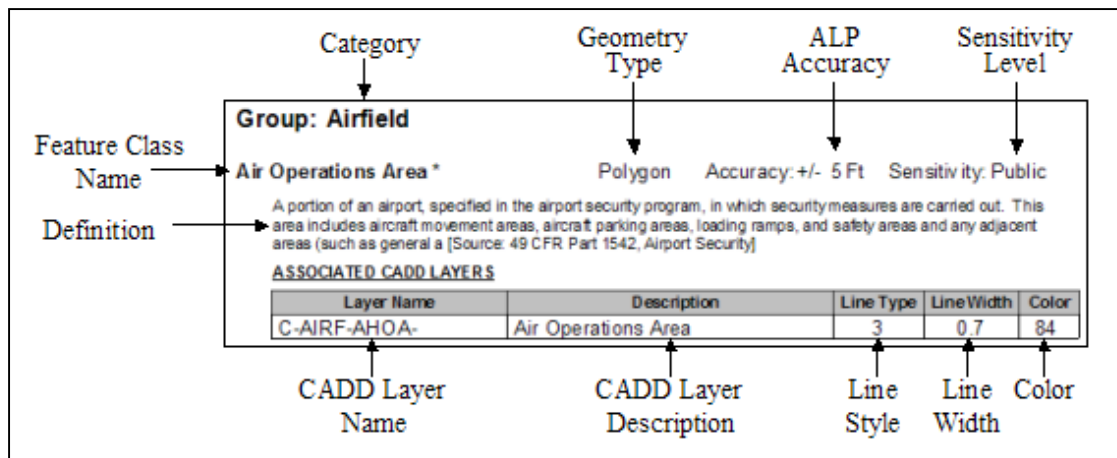 Category
Geometry
Type
ALP
Accuracy
Sensitivity
Level
Group: Airfield
Feature Class
Name
Air Operations Area * Polygon Accuracy: +/- 5 Ft Sensitivity: Public
Definition
A portion of an airport, specified in the airport security program, in which security measures are carried out. This
area includes aircraft movement areas, aircraft parking areas, loading ramps, and safety areas and any adjacent
areas (such as general a [Source: 49 CFR Part 1542, Airport Security]
ASSOCIATED CADD LAYERS
Layer Name Description Line Type Line Width Color
C-AIRF-AHOA- Air Operations Area 3 0.7 84
CADD Layer
Name
CADD Layer
Description
Line
Style
Line
Width
Color